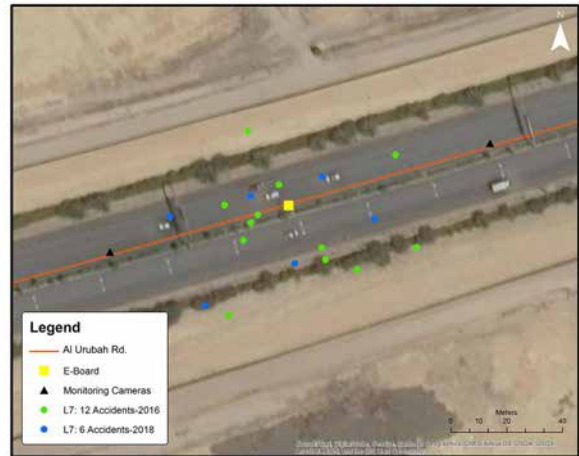 N
Legend
Al Urubah Rd.
E-Board
Monitoring Cameras
L7: 12 Accidents-2016
L7: 6 Accidents-2018
Meters
0 10 20 40